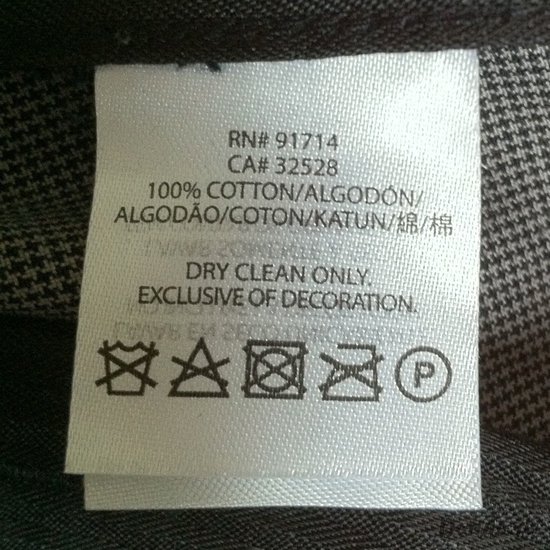 RN# 91714
CA# 32528
100% COTTON/ALGODÓN/
ALGODÃO/COTON/KATUN/綿/棉
DRY CLEAN ONLY.
EXCLUSIVE OF DECORATION.
P